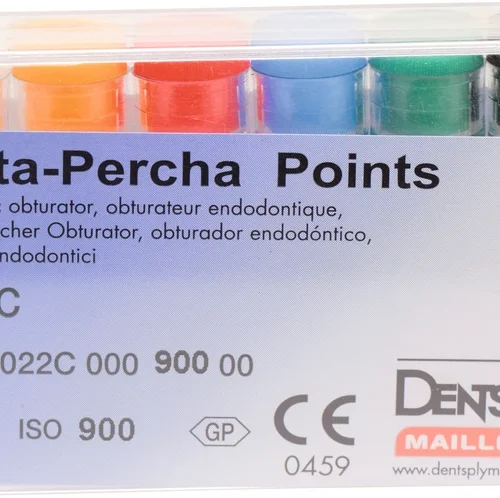 ta-Percha Points
c obturator, obturateur endodontique,
cher Obturator, obturador endodóntico,
ndodontici
C
022C 000 900 00
ISO 900
GP
CE
0459
DENTS
MAILL
www.dentsplym